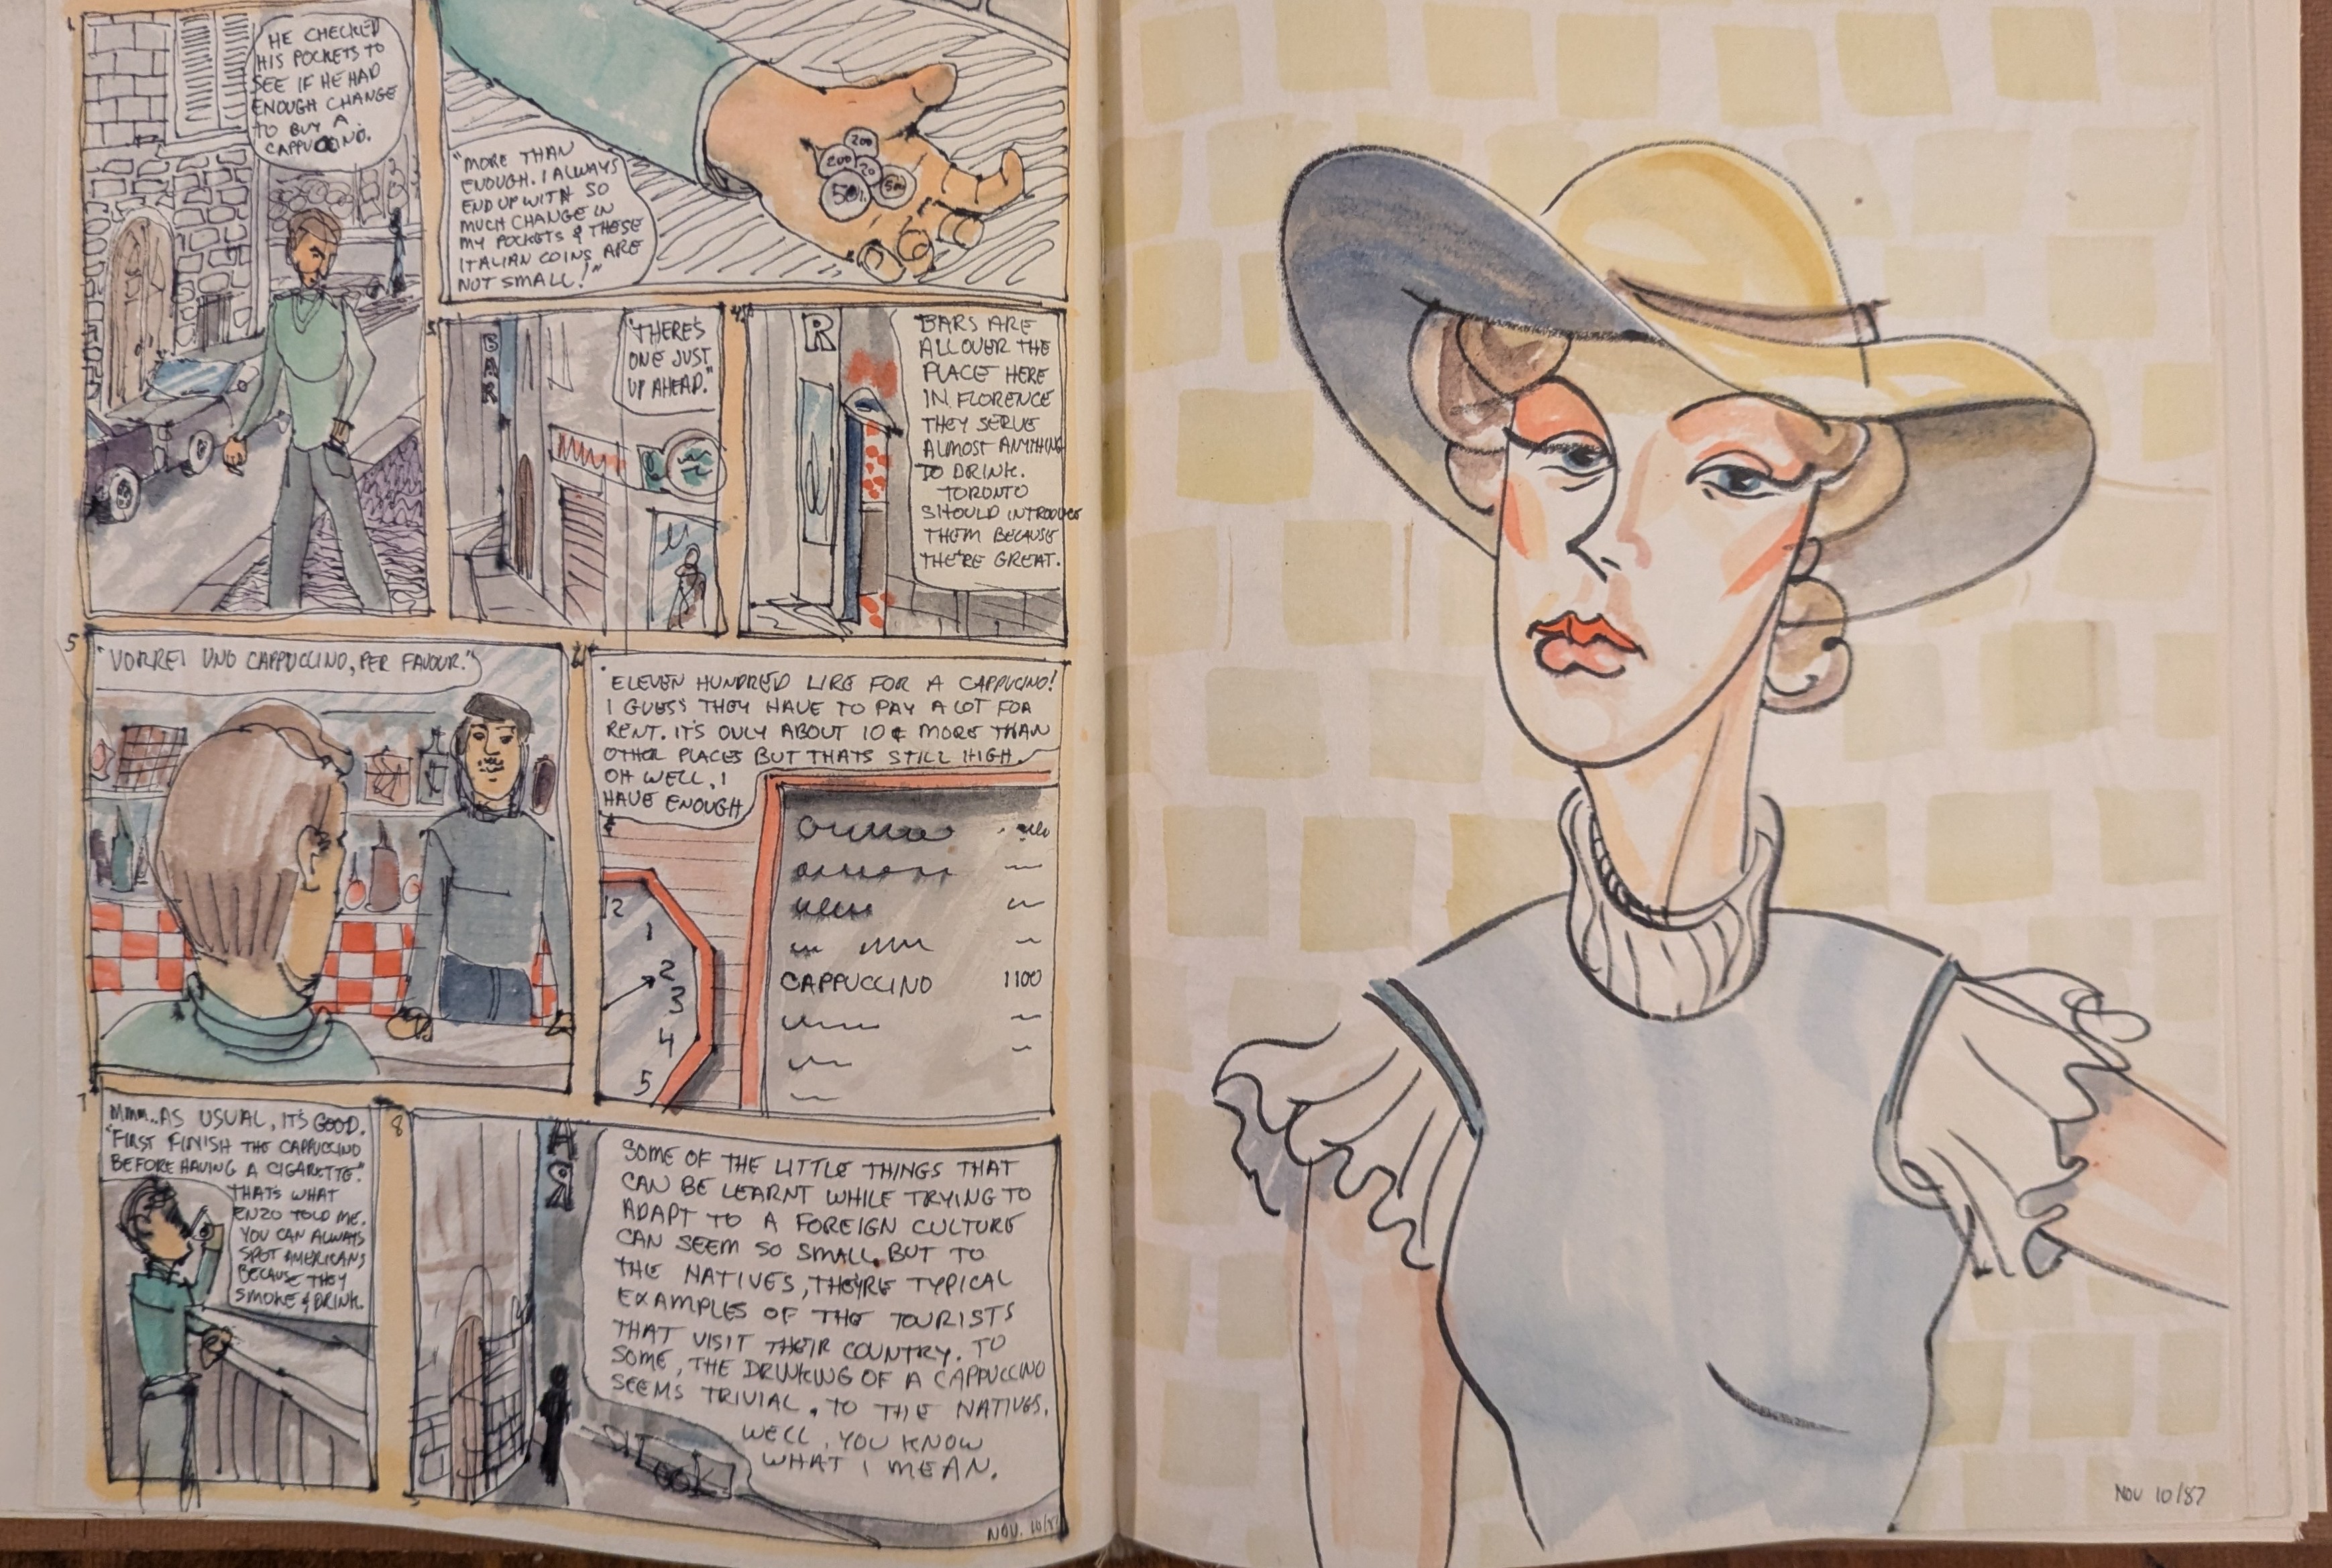 1
HE CHECKED
HIS POCKETS TO
SEE IF HE HAD
ENOUGH CHANGE
TO BUY A
CAPPUCCINO.
"MORE THAN
ENOUGH. I ALWAYS
END UP WITH SO
MUCH CHANGE IN
MY POCKETS & THESE
ITALIAN COINS ARE
NOT SMALL!"
200
200
20
50
50
3
BAR
"THERE'S
ONE JUST
UP AHEAD."
4
R
BARS ARE
ALL OVER THE
PLACE HERE
IN FLORENCE
THEY SERVE
ALMOST ANYTHING
TO DRINK.
TORONTO
SHOULD INTRODUCE
THEM BECAUSE
THE'RE GREAT.
5
"VORREI UNO CAPPUCCINO, PER FAVOUR."
6
"ELEVEN HUNDRED LIRE FOR A CAPPUCINO!
I GUESS THEY HAVE TO PAY A LOT FOR
RENT. IT'S ONLY ABOUT 10¢ MORE THAN
OTHER PLACES BUT THATS STILL HIGH.
OH WELL, I
HAVE ENOUGH
12
1
2
3
4
5
CAPPUCCINO 1100
7
MMM.. AS USUAL, IT'S GOOD.
"FIRST FINISH THE CAPPUCCINO
BEFORE HAVING A CIGARETTE."
THAT'S WHAT
ENZO TOLD ME.
YOU CAN ALWAYS
SPOT AMERICANS
BECAUSE THEY
SMOKE & DRINK.
8
SOME OF THE LITTLE THINGS THAT
CAN BE LEARNT WHILE TRYING TO
ADAPT TO A FOREIGN CULTURE
CAN SEEM SO SMALL. BUT TO
THE NATIVES, THEY'RE TYPICAL
EXAMPLES OF THE TOURISTS
THAT VISIT THEIR COUNTRY. TO
SOME, THE DRINKING OF A CAPPUCCINO
SEEMS TRIVIAL. TO THE NATIVES,
WELL, YOU KNOW
WHAT I MEAN.
NOV. 10/87
NOV 10/87